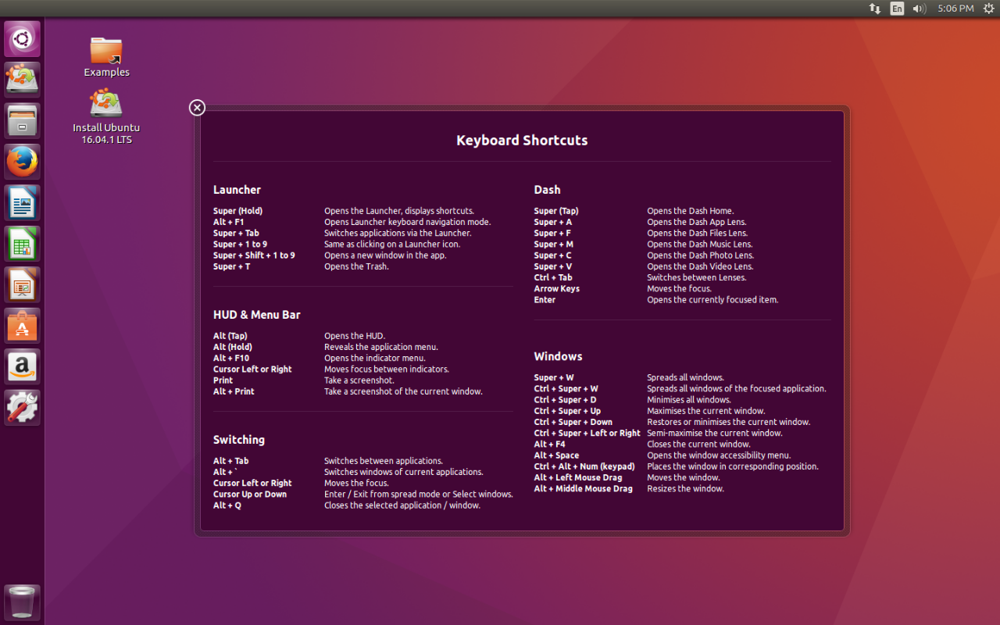 En 5:06 PM
Examples
Install Ubuntu
16.04.1 LTS
Keyboard Shortcuts
Launcher
Super (Hold) Opens the Launcher, displays shortcuts.
Alt + F1 Opens Launcher keyboard navigation mode.
Super + Tab Switches applications via the Launcher.
Super + 1 to 9 Same as clicking on a Launcher icon.
Super + Shift + 1 to 9 Opens a new window in the app.
Super + T Opens the Trash.
HUD & Menu Bar
Alt (Tap) Opens the HUD.
Alt (Hold) Reveals the application menu.
Alt + F10 Opens the indicator menu.
Cursor Left or Right Moves focus between indicators.
Print Take a screenshot.
Alt + Print Take a screenshot of the current window.
Switching
Alt + Tab Switches between applications.
Alt + ` Switches windows of current applications.
Cursor Left or Right Moves the focus.
Cursor Up or Down Enter / Exit from spread mode or Select windows.
Alt + Q Closes the selected application / window.
Dash
Super (Tap) Opens the Dash Home.
Super + A Opens the Dash App Lens.
Super + F Opens the Dash Files Lens.
Super + M Opens the Dash Music Lens.
Super + C Opens the Dash Photo Lens.
Super + V Opens the Dash Video Lens.
Ctrl + Tab Switches between Lenses.
Arrow Keys Moves the focus.
Enter Opens the currently focused item.
Windows
Super + W Spreads all windows.
Ctrl + Super + W Spreads all windows of the focused application.
Ctrl + Super + D Minimises all windows.
Ctrl + Super + Up Maximises the current window.
Ctrl + Super + Down Restores or minimises the current window.
Ctrl + Super + Left or Right Semi-maximise the current window.
Alt + F4 Closes the current window.
Alt + Space Opens the window accessibility menu.
Ctrl + Alt + Num (keypad) Places the window in corresponding position.
Alt + Left Mouse Drag Moves the window.
Alt + Middle Mouse Drag Resizes the window.